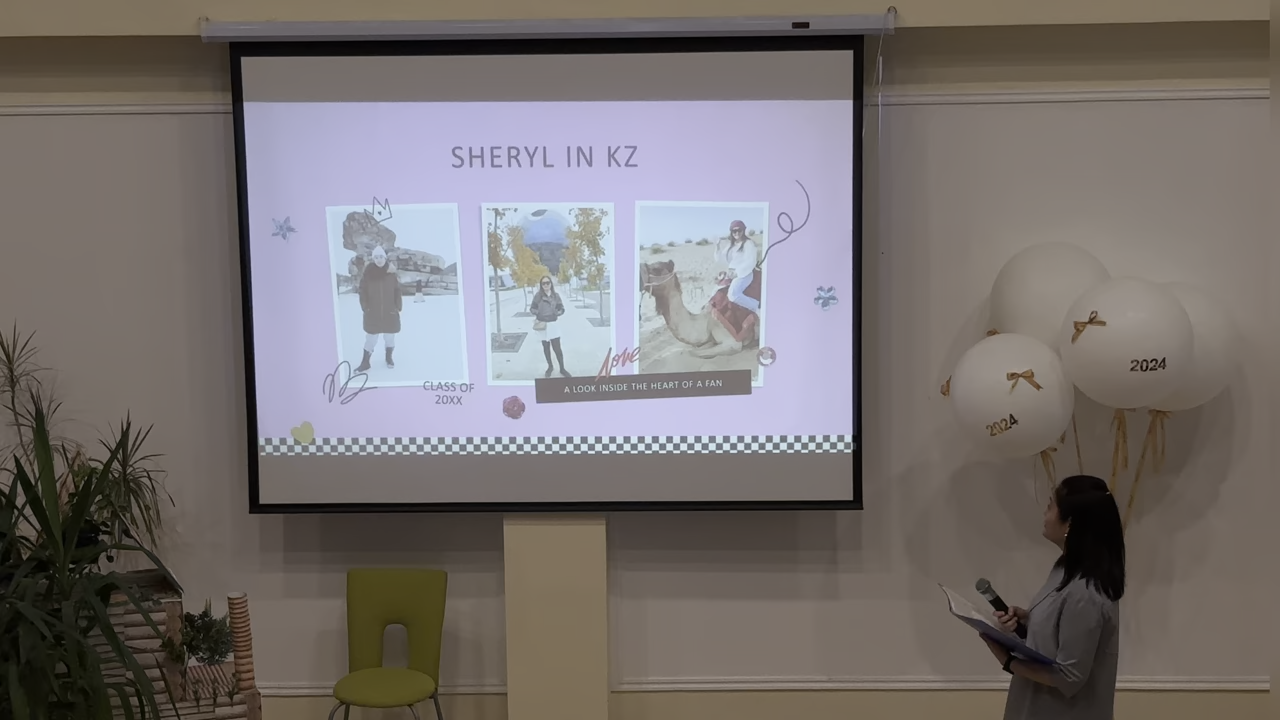 SHERYL IN KZ
CLASS OF
20XX
love
A LOOK INSIDE THE HEART OF A FAN
2024
2024